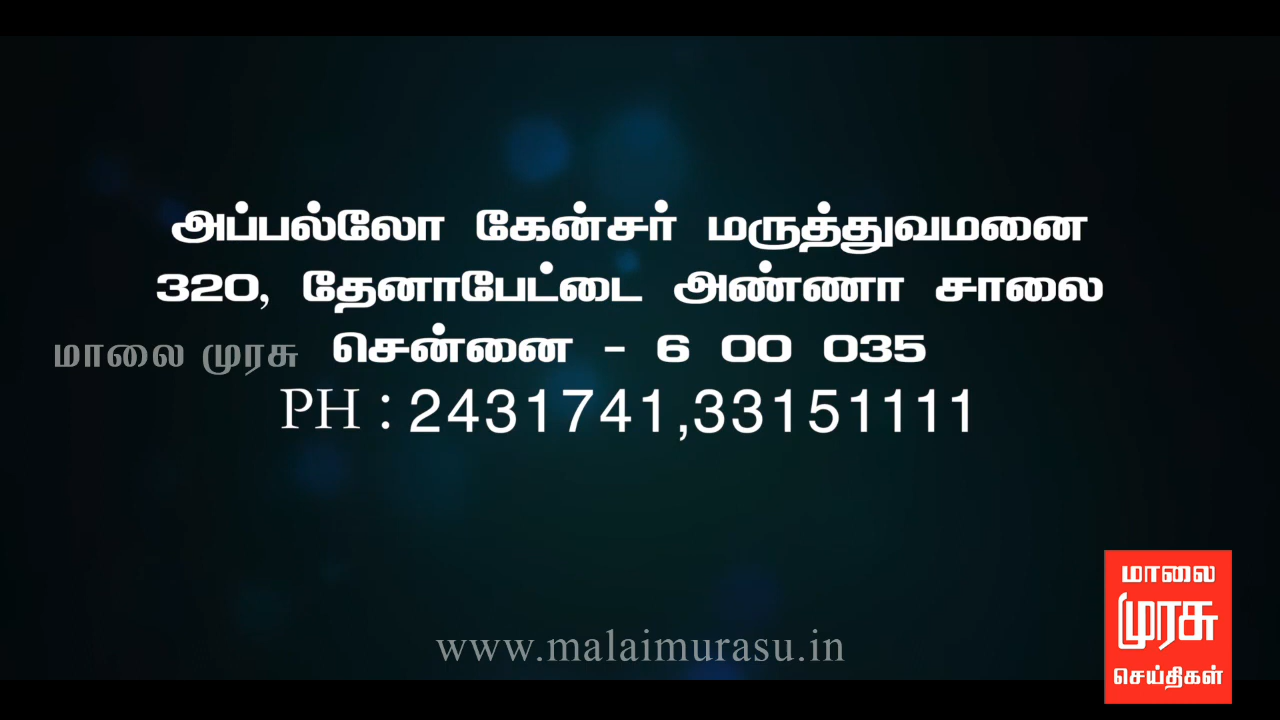 அப்பல்லோ கேன்சர் மருத்துவமனை
320, தேனாபேட்டை அண்ணா சாலை
மாலை முரசு
சென்னை - 6 00 035
PH : 2431741,33151111
மாலை
முரசு
செய்திகள்
www.malaimurasu.in